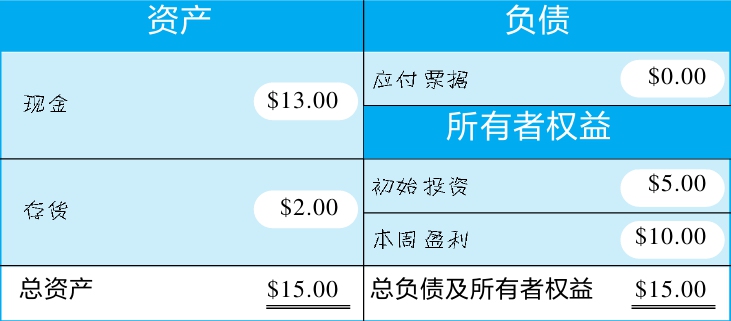 资产
负债
现金 $13.00
应付票据 $0.00
所有者权益
存货 $2.00
初始投资 $5.00
本周盈利 $10.00
总资产 $15.00
总负债及所有者权益 $15.00